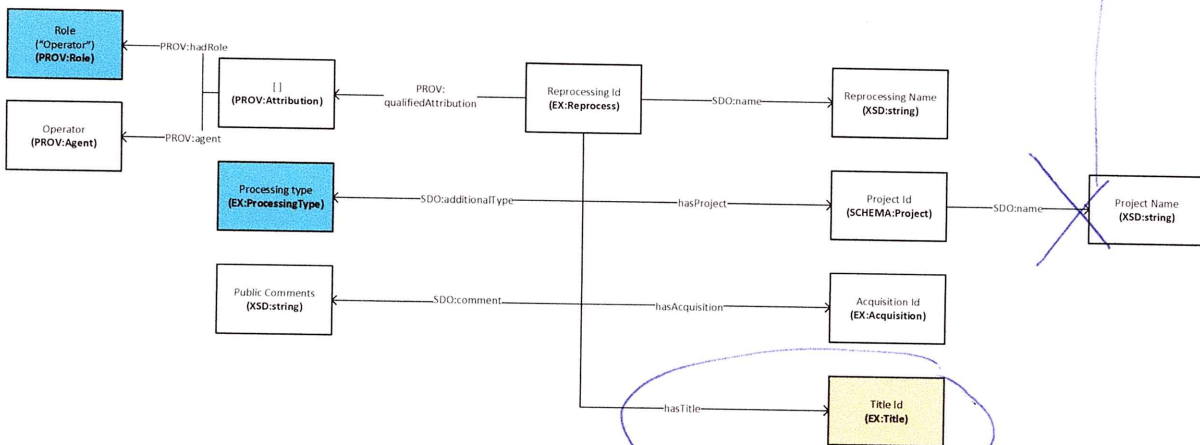 Role
("Operator")
(PROV:Role)
PROV:hadRole
[ ]
(PROV:Attribution)
PROV:
qualifiedAttribution
Reprocessing Id
(EX:Reprocess)
SDO:name
Reprocessing Name
(XSD:string)
Operator
(PROV:Agent)
PROV:agent
Processing type
(EX:ProcessingType)
SDO:additionalType
hasProject
Project Id
(SCHEMA:Project)
SDO:name
Project Name
(XSD:string)
Public Comments
(XSD:string)
SDO:comment
hasAcquisition
Acquisition Id
(EX:Acquisition)
hasTitle
Title Id
(EX:Title)